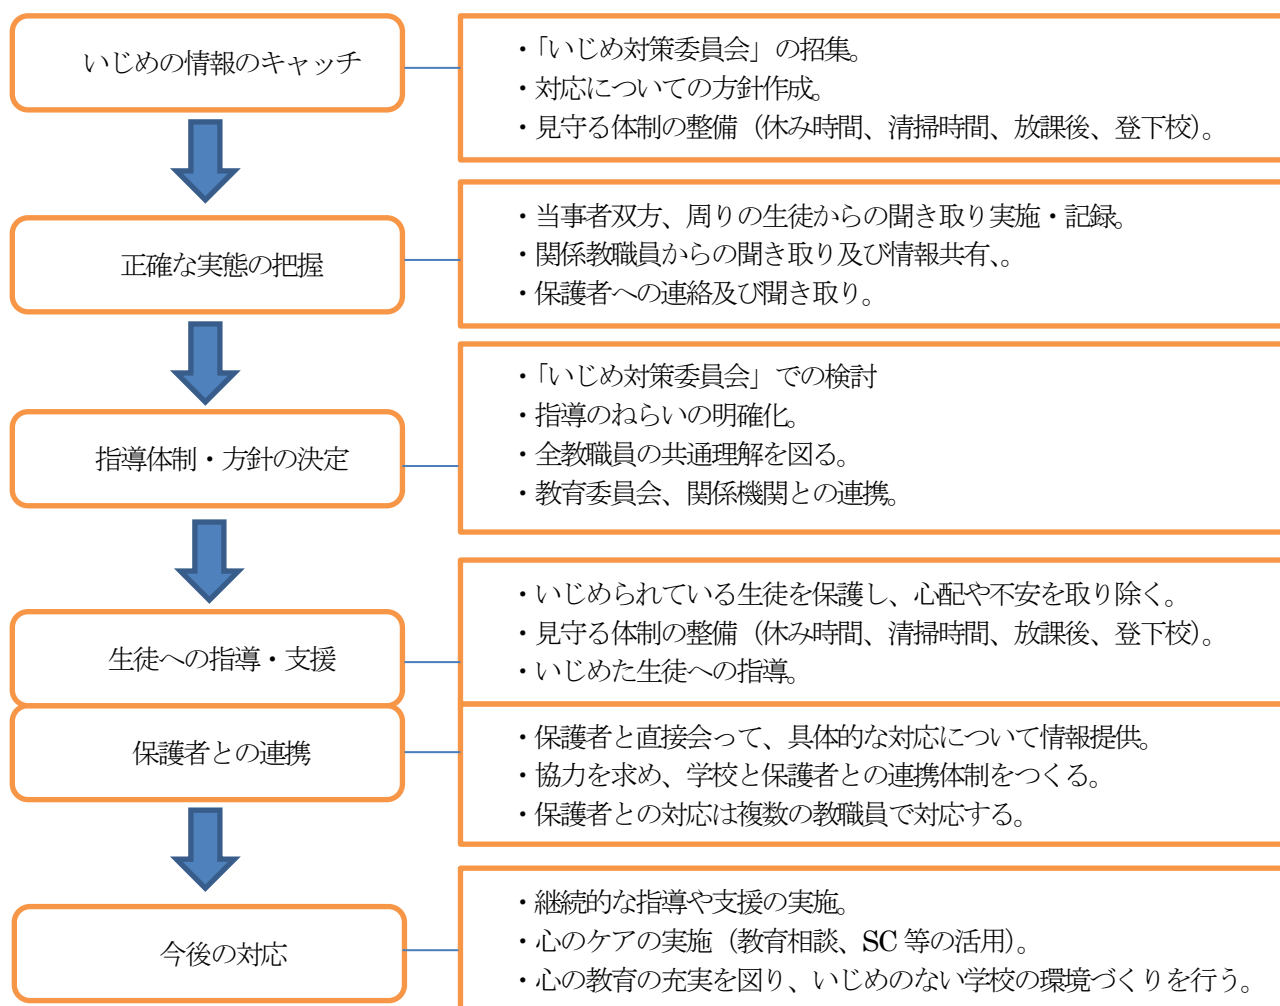 いじめの情報のキャッチ
・「いじめ対策委員会」の招集。
・対応についての方針作成。
・見守る体制の整備（休み時間、清掃時間、放課後、登下校）。
正確な実態の把握
・当事者双方、周りの生徒からの聞き取り実施・記録。
・関係教職員からの聞き取り及び情報共有、。
・保護者への連絡及び聞き取り。
指導体制・方針の決定
・「いじめ対策委員会」での検討
・指導のねらいの明確化。
・全教職員の共通理解を図る。
・教育委員会、関係機関との連携。
生徒への指導・支援
・いじめられている生徒を保護し、心配や不安を取り除く。
・見守る体制の整備（休み時間、清掃時間、放課後、登下校）。
・いじめた生徒への指導。
保護者との連携
・保護者と直接会って、具体的な対応について情報提供。
・協力を求め、学校と保護者との連携体制をつくる。
・保護者との対応は複数の教職員で対応する。
今後の対応
・継続的な指導や支援の実施。
・心のケアの実施（教育相談、SC 等の活用）。
・心の教育の充実を図り、いじめのない学校の環境づくりを行う。